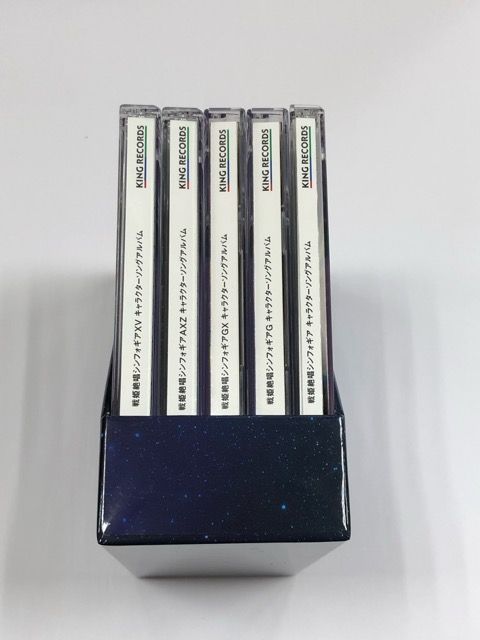 KING RECORDS
戦姫絶唱シンフォギアXV キャラクターソングアルバム
KING RECORDS
戦姫絶唱シンフォギアAXZ キャラクターソングアルバム
KING RECORDS
戦姫絶唱シンフォギアGX キャラクターソングアルバム
KING RECORDS
戦姫絶唱シンフォギアG キャラクターソングアルバム
KING RECORDS
戦姫絶唱シンフォギア キャラクターソングアルバム